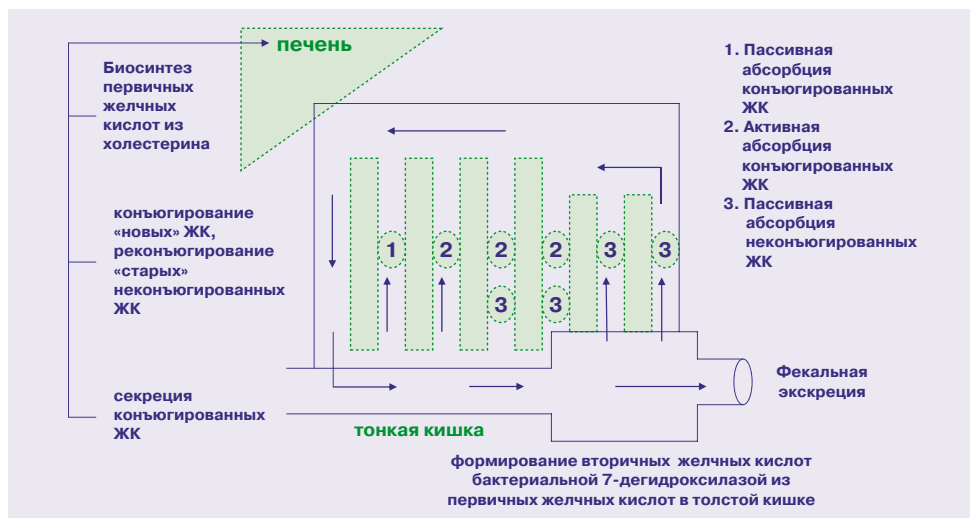 печень
Биосинтез
первичных
желчных
кислот из
холестерина
конъюгирование
«новых» ЖК,
реконъюгирование
«старых»
неконъюгированных
ЖК
секреция
конъюгированных
ЖК
1 2 2 2 3 3
3 3
тонкая кишка
1. Пассивная
абсорбция
конъюгированных
ЖК
2. Активная
абсорбция
конъюгированных
ЖК
3. Пассивная
абсорбция
неконъюгированных
ЖК
Фекальная
экскреция
формирование вторичных желчных кислот
бактериальной 7-дегидроксилазой из
первичных желчных кислот в толстой кишке